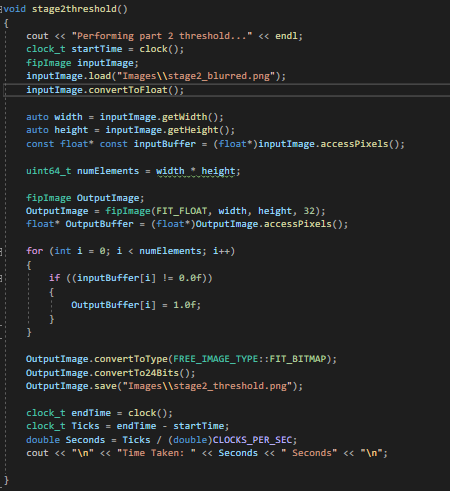 void stage2threshold()
{
    cout << "Performing part 2 threshold..." << endl;
    clock_t startTime = clock();
    fipImage inputImage;
    inputImage.load("Images\\stage2_blurred.png");
    inputImage.convertToFloat();

    auto width = inputImage.getWidth();
    auto height = inputImage.getHeight();
    const float* const inputBuffer = (float*)inputImage.accessPixels();

    uint64_t numElements = width * height;

    fipImage OutputImage;
    OutputImage = fipImage(FIT_FLOAT, width, height, 32);
    float* OutputBuffer = (float*)OutputImage.accessPixels();

    for (int i = 0; i < numElements; i++)
    {
        if ((inputBuffer[i] != 0.0f))
        {
            OutputBuffer[i] = 1.0f;
        }
    }

    OutputImage.convertToType(FREE_IMAGE_TYPE::FIT_BITMAP);
    OutputImage.convertTo24Bits();
    OutputImage.save("Images\\stage2_threshold.png");

    clock_t endTime = clock();
    clock_t Ticks = endTime - startTime;
    double Seconds = Ticks / (double)CLOCKS_PER_SEC;
    cout << "\n" << "Time Taken: " << Seconds << " Seconds" << "\n";

}